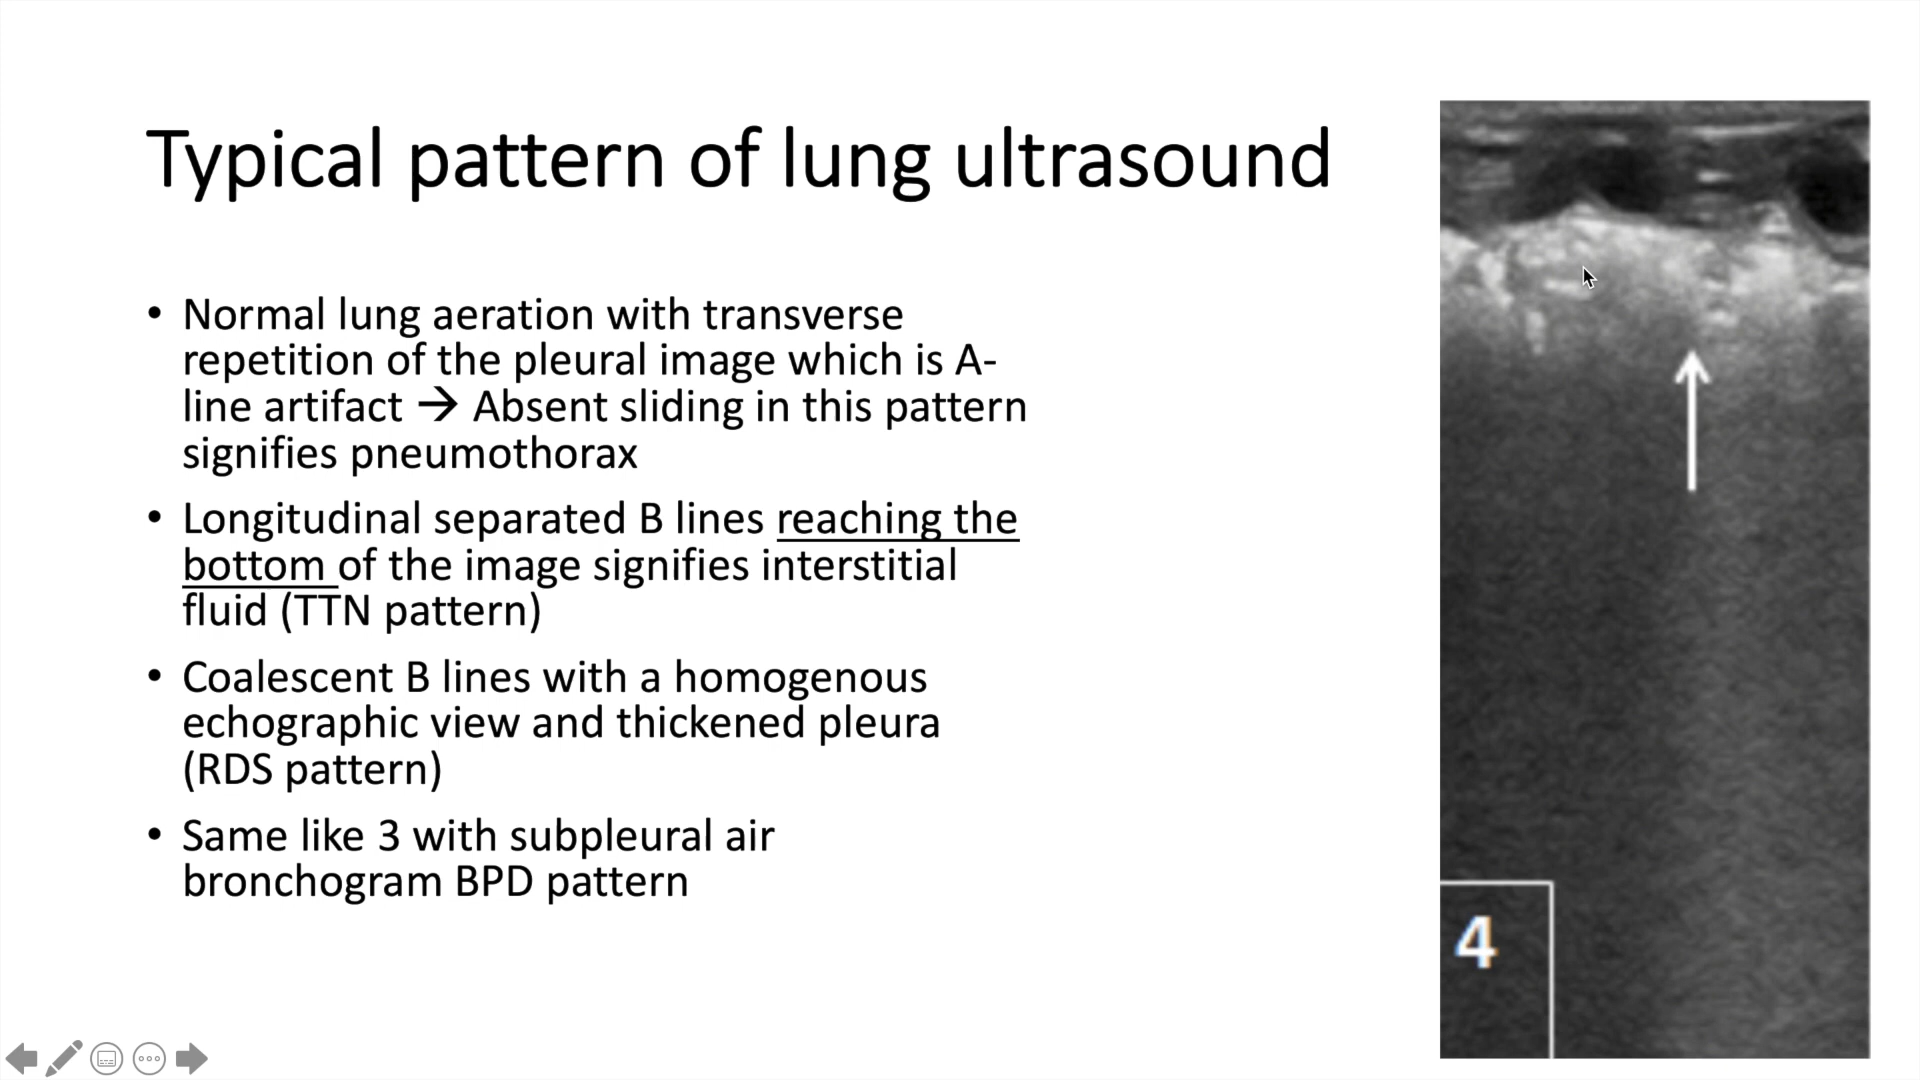 Typical pattern of lung ultrasound
• Normal lung aeration with transverse
repetition of the pleural image which is A-
line artifact → Absent sliding in this pattern
signifies pneumothorax
• Longitudinal separated B lines reaching the
bottom of the image signifies interstitial
fluid (TTN pattern)
• Coalescent B lines with a homogenous
echographic view and thickened pleura
(RDS pattern)
• Same like 3 with subpleural air
bronchogram BPD pattern
4